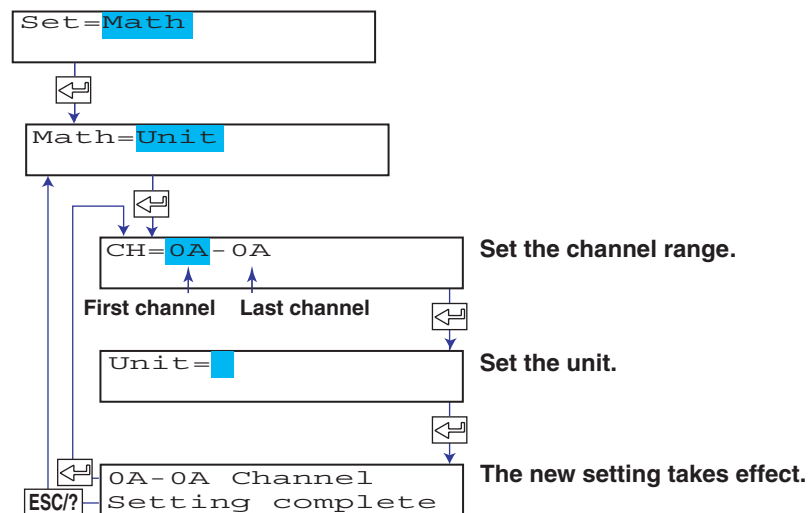 Set=Math
Math=Unit
CH=0A-0A
Set the channel range.
First channel
Last channel
Unit=
Set the unit.
0A-0A Channel
Setting complete
The new setting takes effect.
ESC/?